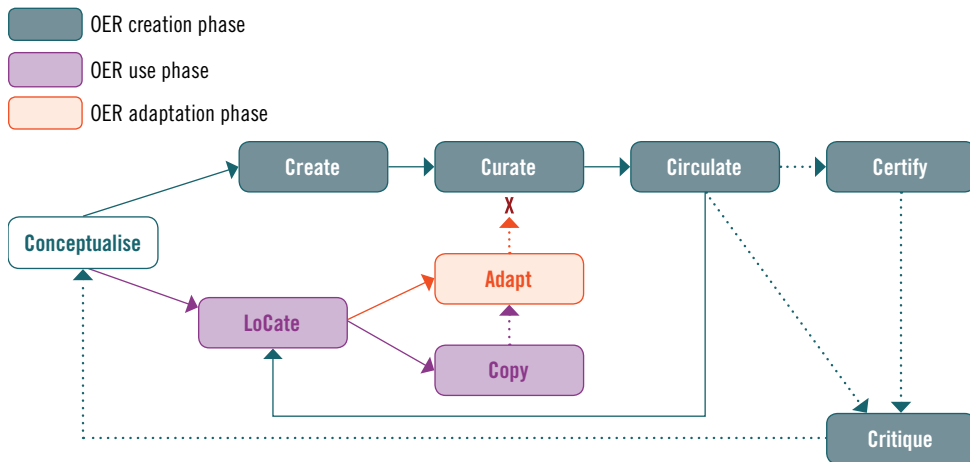 OER creation phase
OER use phase
OER adaptation phase
Create
Curate
Circulate
Certify
X
Conceptualise
Adapt
LoCate
Copy
Critique